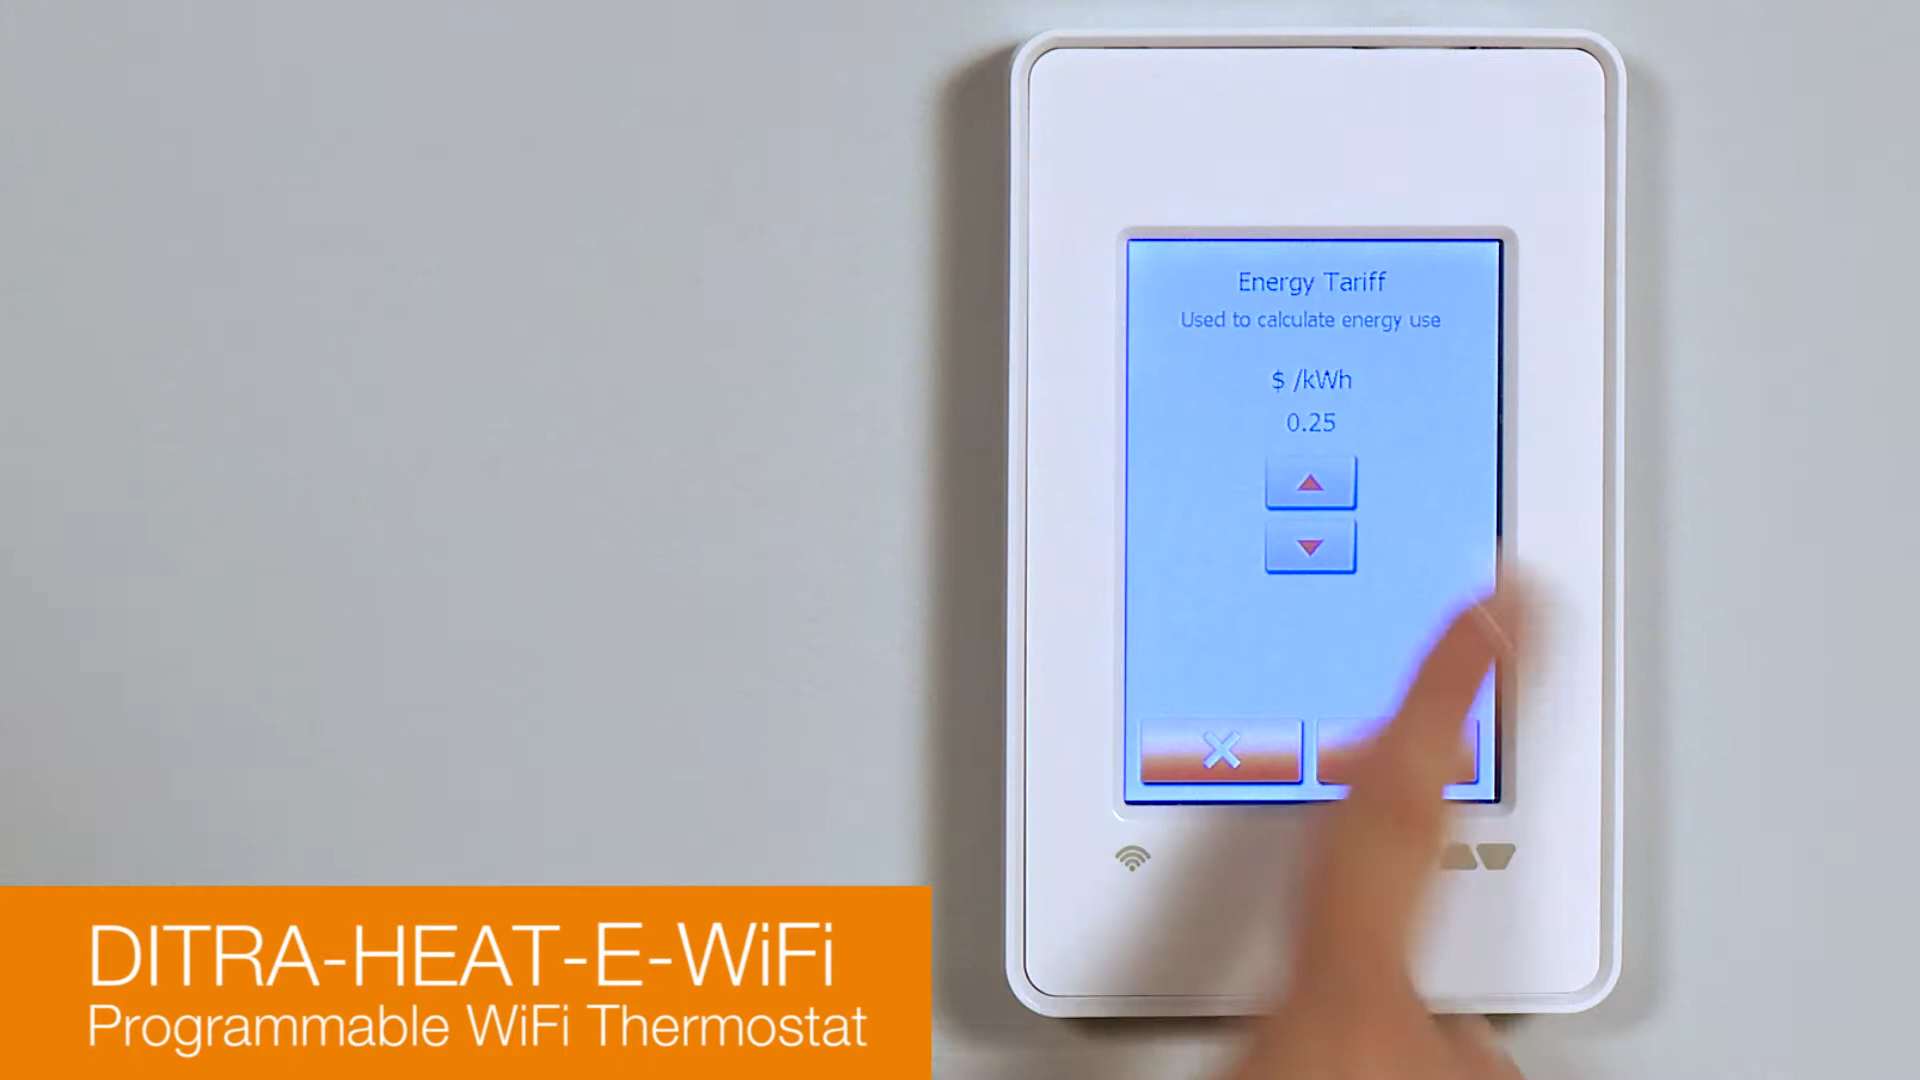 Energy Tariff
Used to calculate energy use
$ /kWh
0.25
DITRA-HEAT-E-WiFi
Programmable WiFi Thermostat